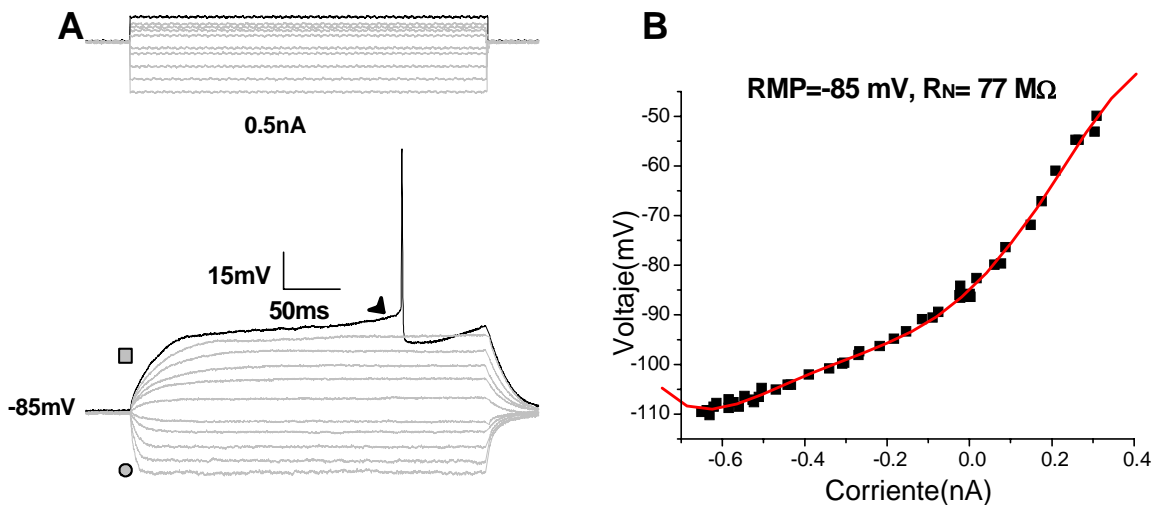 A
0.5nA
15mV
50ms
-85mV
B
RMP=-85 mV, RN= 77 MΩ
Voltaje(mV)
-50
-60
-70
-80
-90
-100
-110
-0.6
-0.4
-0.2
0.0
0.2
0.4
Corriente(nA)